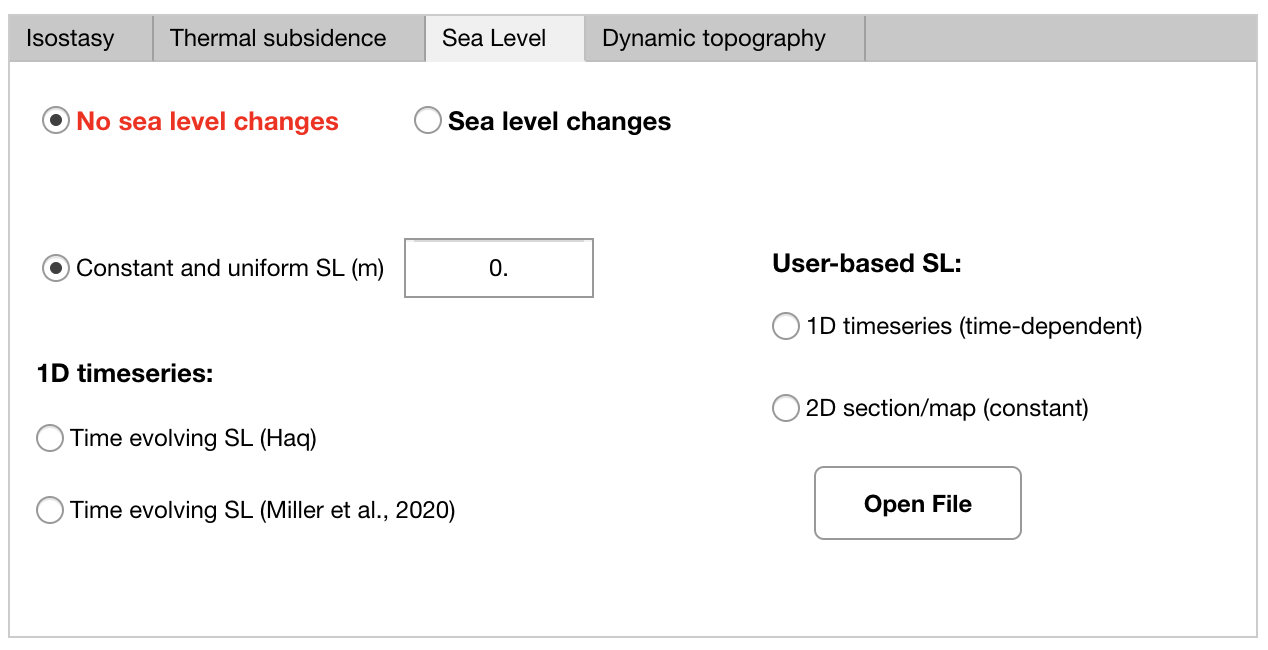 Isostasy Thermal subsidence Sea Level Dynamic topography
No sea level changes Sea level changes
Constant and uniform SL (m) 0.
1D timeseries:
Time evolving SL (Haq)
Time evolving SL (Miller et al., 2020)
User-based SL:
1D timeseries (time-dependent)
2D section/map (constant)
Open File